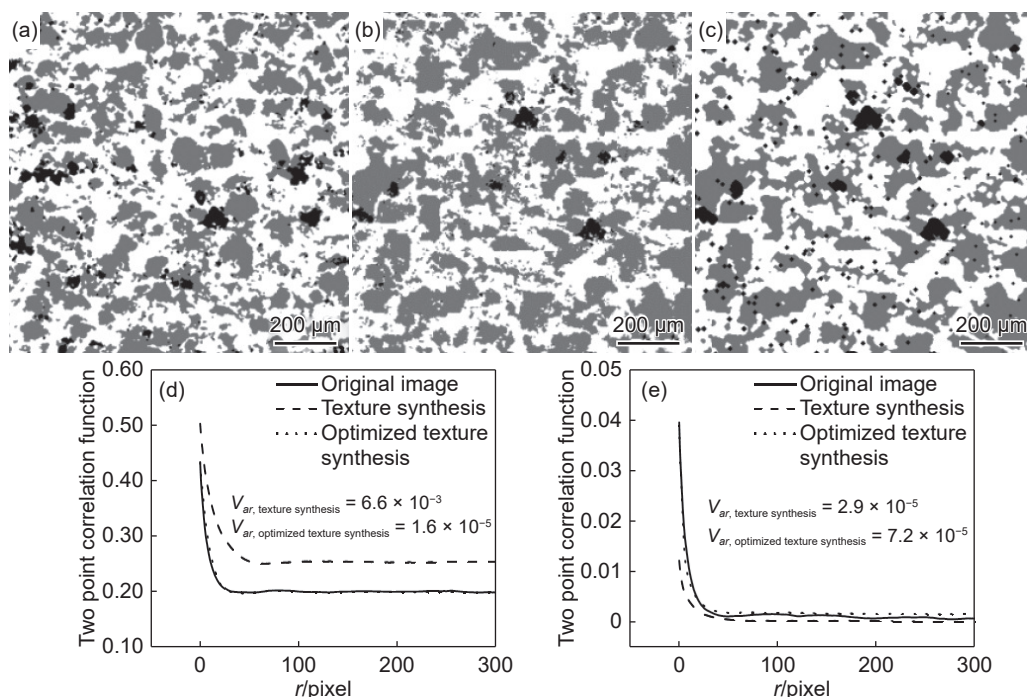 (a)
(b)
(c)
200 μm
200 μm
200 μm
(d)
Original image
Texture synthesis
Optimized texture
synthesis
V ar, texture synthesis = 6.6 × 10⁻³
V ar, optimized texture synthesis = 1.6 × 10⁻⁵
Two point correlation function
0.60
0.50
0.40
0.30
0.20
0.10
0
100
200
300
r/pixel
(e)
Original image
Texture synthesis
Optimized texture
synthesis
V ar, texture synthesis = 2.9 × 10⁻⁵
V ar, optimized texture synthesis = 7.2 × 10⁻⁵
Two point correlation function
0.05
0.04
0.03
0.02
0.01
0
0
100
200
300
r/pixel